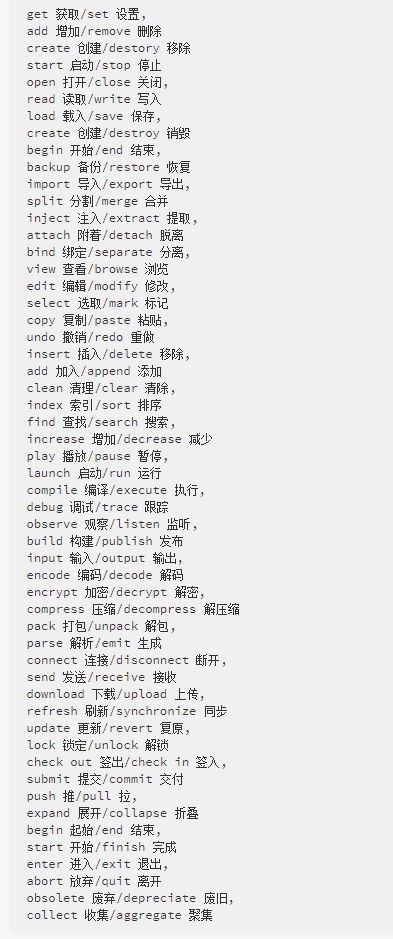 get 获取/set 设置,
add 增加/remove 删除
create 创建/destory 移除
start 启动/stop 停止
open 打开/close 关闭,
read 读取/write 写入
load 载入/save 保存,
create 创建/destroy 销毁
begin 开始/end 结束,
backup 备份/restore 恢复
import 导入/export 导出,
split 分割/merge 合并
inject 注入/extract 提取,
attach 附着/detach 脱离
bind 绑定/separate 分离,
view 查看/browse 浏览
edit 编辑/modify 修改,
select 选取/mark 标记
copy 复制/paste 粘贴,
undo 撤销/redo 重做
insert 插入/delete 移除,
add 加入/append 添加
clean 清理/clear 清除,
index 索引/sort 排序
find 查找/search 搜索,
increase 增加/decrease 减少
play 播放/pause 暂停,
launch 启动/run 运行
compile 编译/execute 执行,
debug 调试/trace 跟踪
observe 观察/listen 监听,
build 构建/publish 发布
input 输入/output 输出,
encode 编码/decode 解码
encrypt 加密/decrypt 解密,
compress 压缩/decompress 解压缩
pack 打包/unpack 解包,
parse 解析/emit 生成
connect 连接/disconnect 断开,
send 发送/receive 接收
download 下载/upload 上传,
refresh 刷新/synchronize 同步
update 更新/revert 复原,
lock 锁定/unlock 解锁
check out 签出/check in 签入,
submit 提交/commit 交付
push 推/pull 拉,
expand 展开/collapse 折叠
begin 起始/end 结束,
start 开始/finish 完成
enter 进入/exit 退出,
abort 放弃/quit 离开
obsolete 废弃/depreciate 废旧,
collect 收集/aggregate 聚集